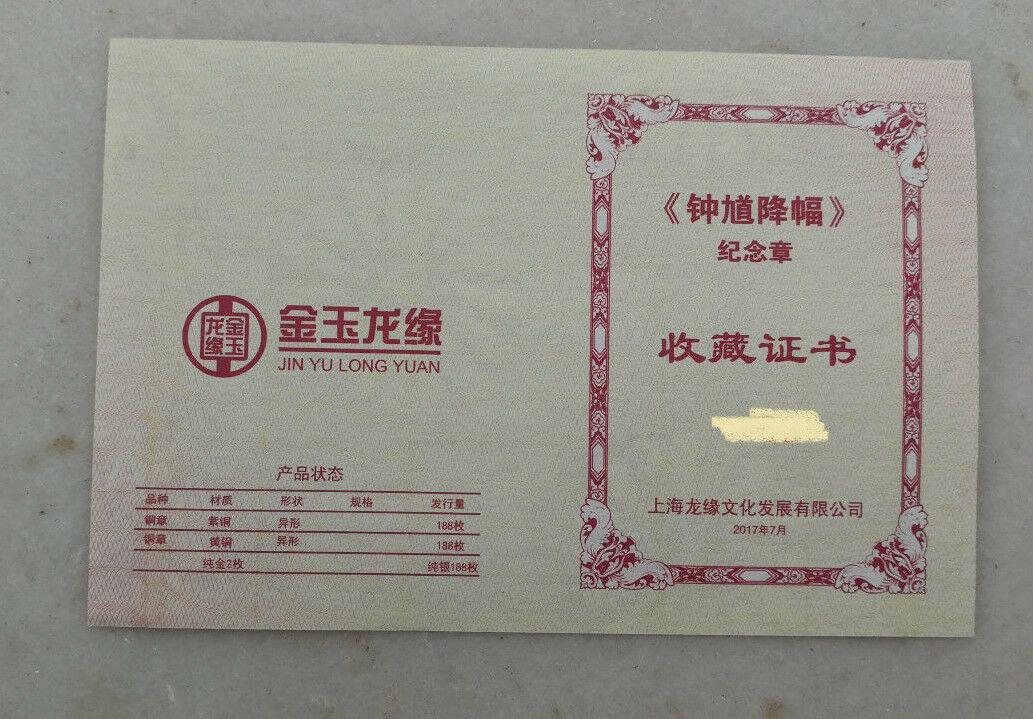 金玉
龙缘
金玉龙缘
JIN YU LONG YUAN
产品状态
品种 材质 形状 规格 发行量
铜章 紫铜 异形 188枚
铜章 黄铜 异形 188枚
纯金2枚 纯银188枚
《钟馗降幅》
纪念章
收藏证书
上海龙缘文化发展有限公司
2017年7月